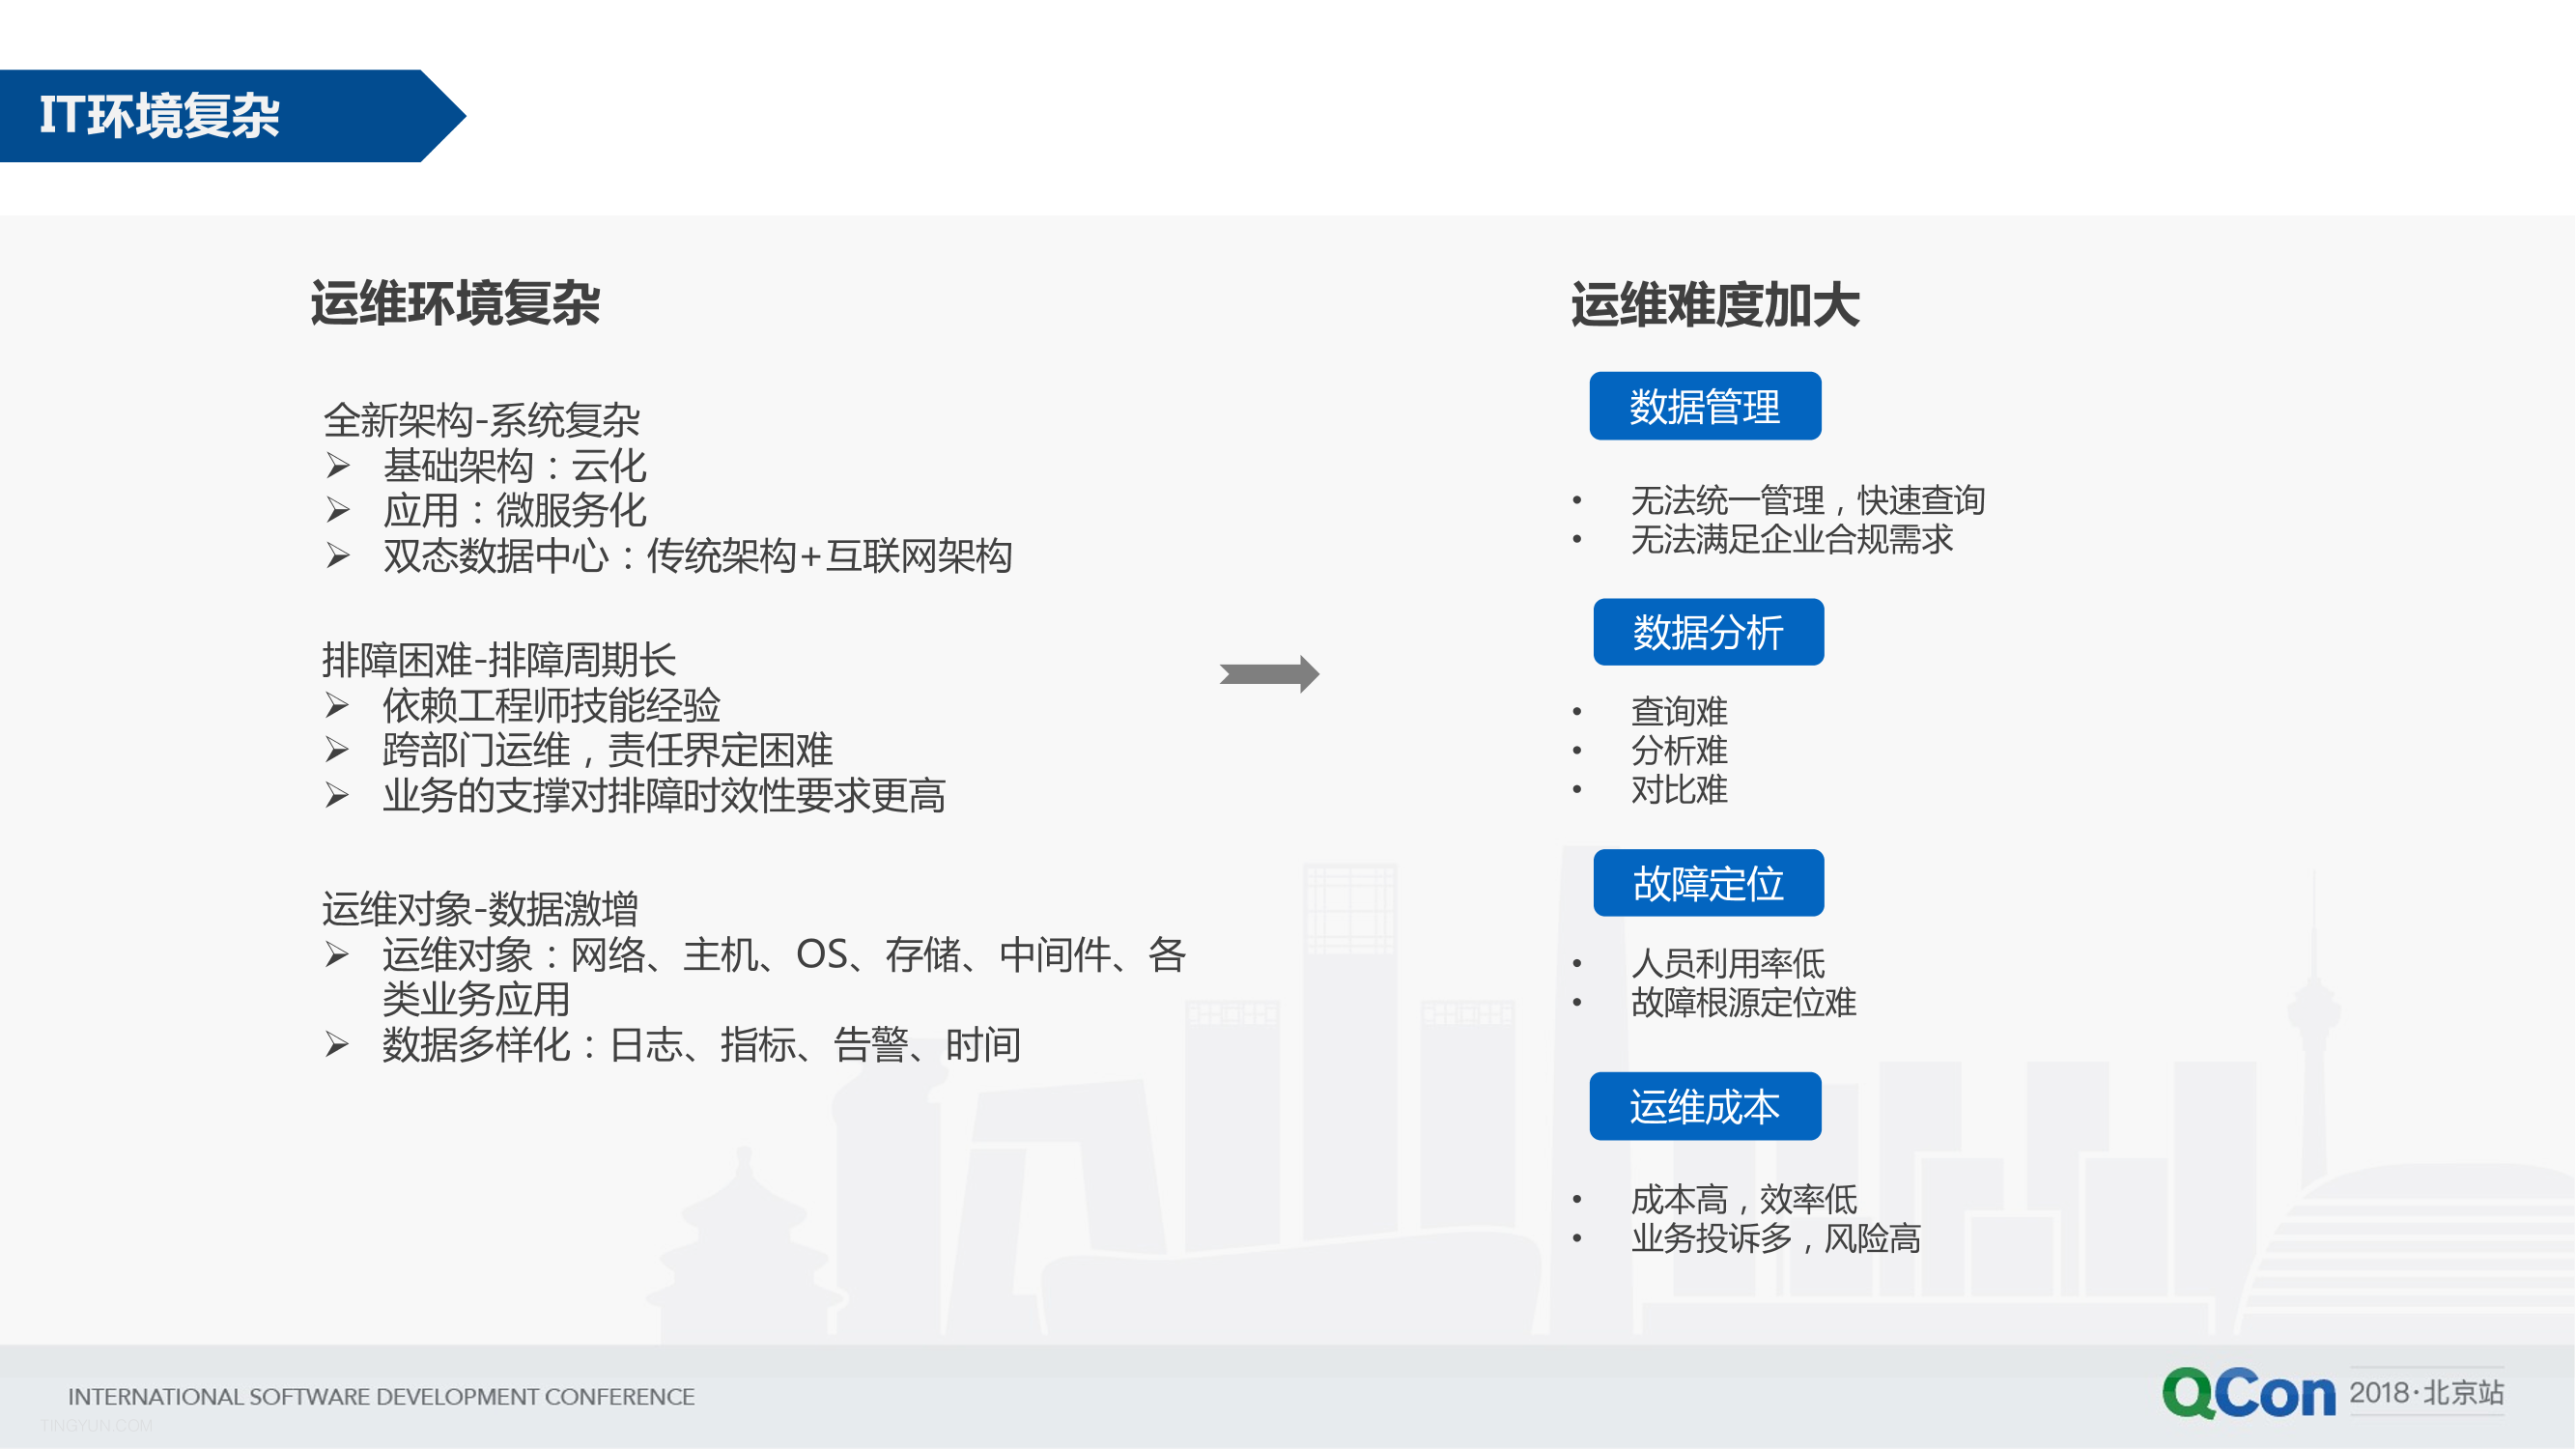 IT环境复杂
运维环境复杂
全新架构-系统复杂
➢ 基础架构：云化
➢ 应用：微服务化
➢ 双态数据中心：传统架构+互联网架构
排障困难-排障周期长
➢ 依赖工程师技能经验
➢ 跨部门运维，责任界定困难
➢ 业务的支撑对排障时效性要求更高
运维对象-数据激增
➢ 运维对象：网络、主机、OS、存储、中间件、各
类业务应用
➢ 数据多样化：日志、指标、告警、时间
运维难度加大
数据管理
• 无法统一管理，快速查询
• 无法满足企业合规需求
数据分析
• 查询难
• 分析难
• 对比难
故障定位
• 人员利用率低
• 故障根源定位难
运维成本
• 成本高，效率低
• 业务投诉多，风险高
INTERNATIONAL SOFTWARE DEVELOPMENT CONFERENCE
TINGYUN.COM
QCon 2018·北京站